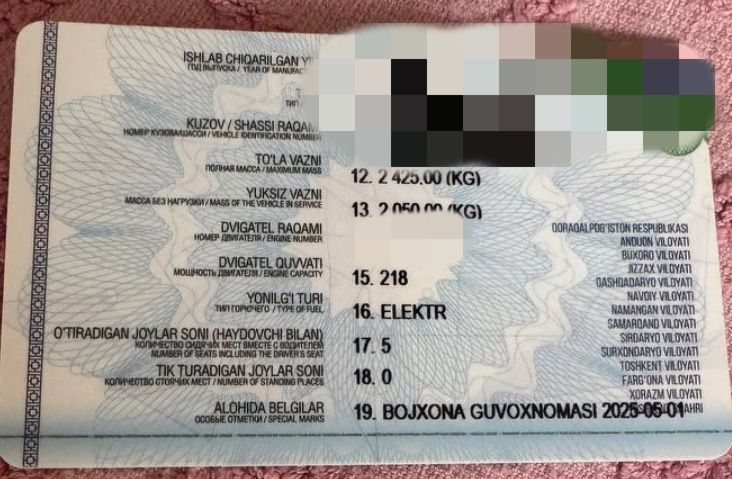 ISHLAB CHIQARILGAN
ГОД ВЫПУСКА / YEAR OF
KUZOV / SHASSI RAQAMI
НОМЕР КУЗОВА/ШАССИ / VEHICLE IDENTIFICATION NUMBER
TO'LA VAZNI
ПОЛНАЯ МАССА / MAXIMUM MASS
12. 2 425.00 (KG)
YUKSIZ VAZNI
МАССА БЕЗ НАГРУЗКИ / MASS OF THE VEHICLE IN SERVICE
13. 2 050.00 (KG)
DVIGATEL RAQAMI
НОМЕР ДВИГАТЕЛЯ / ENGINE NUMBER
DVIGATEL QUVVATI
МОЩНОСТЬ ДВИГАТЕЛЯ / ENGINE CAPACITY
15. 218
YONILG'I TURI
ТИП ГОРЮЧЕГО / TYPE OF FUEL
16. ELEKTR
O'TIRADIGAN JOYLAR SONI (HAYDOVCHI BILAN)
КОЛИЧЕСТВО СИДЯЧИХ МЕСТ ВМЕСТЕ С ВОДИТЕЛЕМ
NUMBER OF SEATS INCLUDING THE DRIVER'S SEAT
17. 5
TIK TURADIGAN JOYLAR SONI
КОЛИЧЕСТВО СТОЯЧИХ МЕСТ / NUMBER OF STANDING PLACES
18. 0
ALOHIDA BELGILAR
ОСОБЫЕ ОТМЕТКИ / SPECIAL MARKS
19. BOJXONA GUVOXNOMASI 2025-05-01
QORAQALPOG'ISTON RESPUBLIKASI
ANDIJON VILOYATI
BUXORO VILOYATI
JIZZAX VILOYATI
QASHQADARYO VILOYATI
NAVOIY VILOYATI
NAMANGAN VILOYATI
SAMARQAND VILOYATI
SIRDARYO VILOYATI
SURXONDARYO VILOYATI
TOSHKENT VILOYATI
FARG'ONA VILOYATI
XORAZM VILOYATI